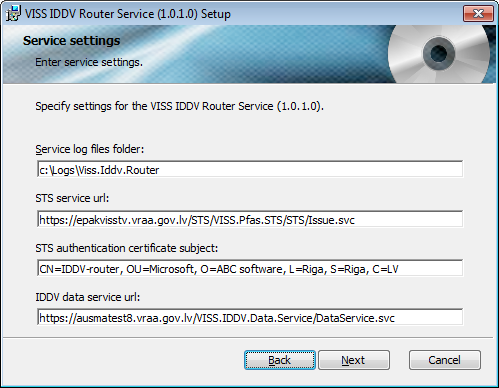 VISS IDDV Router Service (1.0.1.0) Setup
Service settings
Enter service settings.
Specify settings for the VISS IDDV Router Service (1.0.1.0).
Service log files folder:
c:\Logs\Viss.Iddv.Router
STS service url:
https://epakvisstv.vraa.gov.lv/STS/VISS.Pfas.STS/STS/Issue.svc
STS authentication certificate subject:
CN=IDDV-router, OU=Microsoft, O=ABC software, L=Riga, S=Riga, C=LV
IDDV data service url:
https://ausmatest8.vraa.gov.lv/VISS.IDDV.Data.Service/DataService.svc
Back Next Cancel